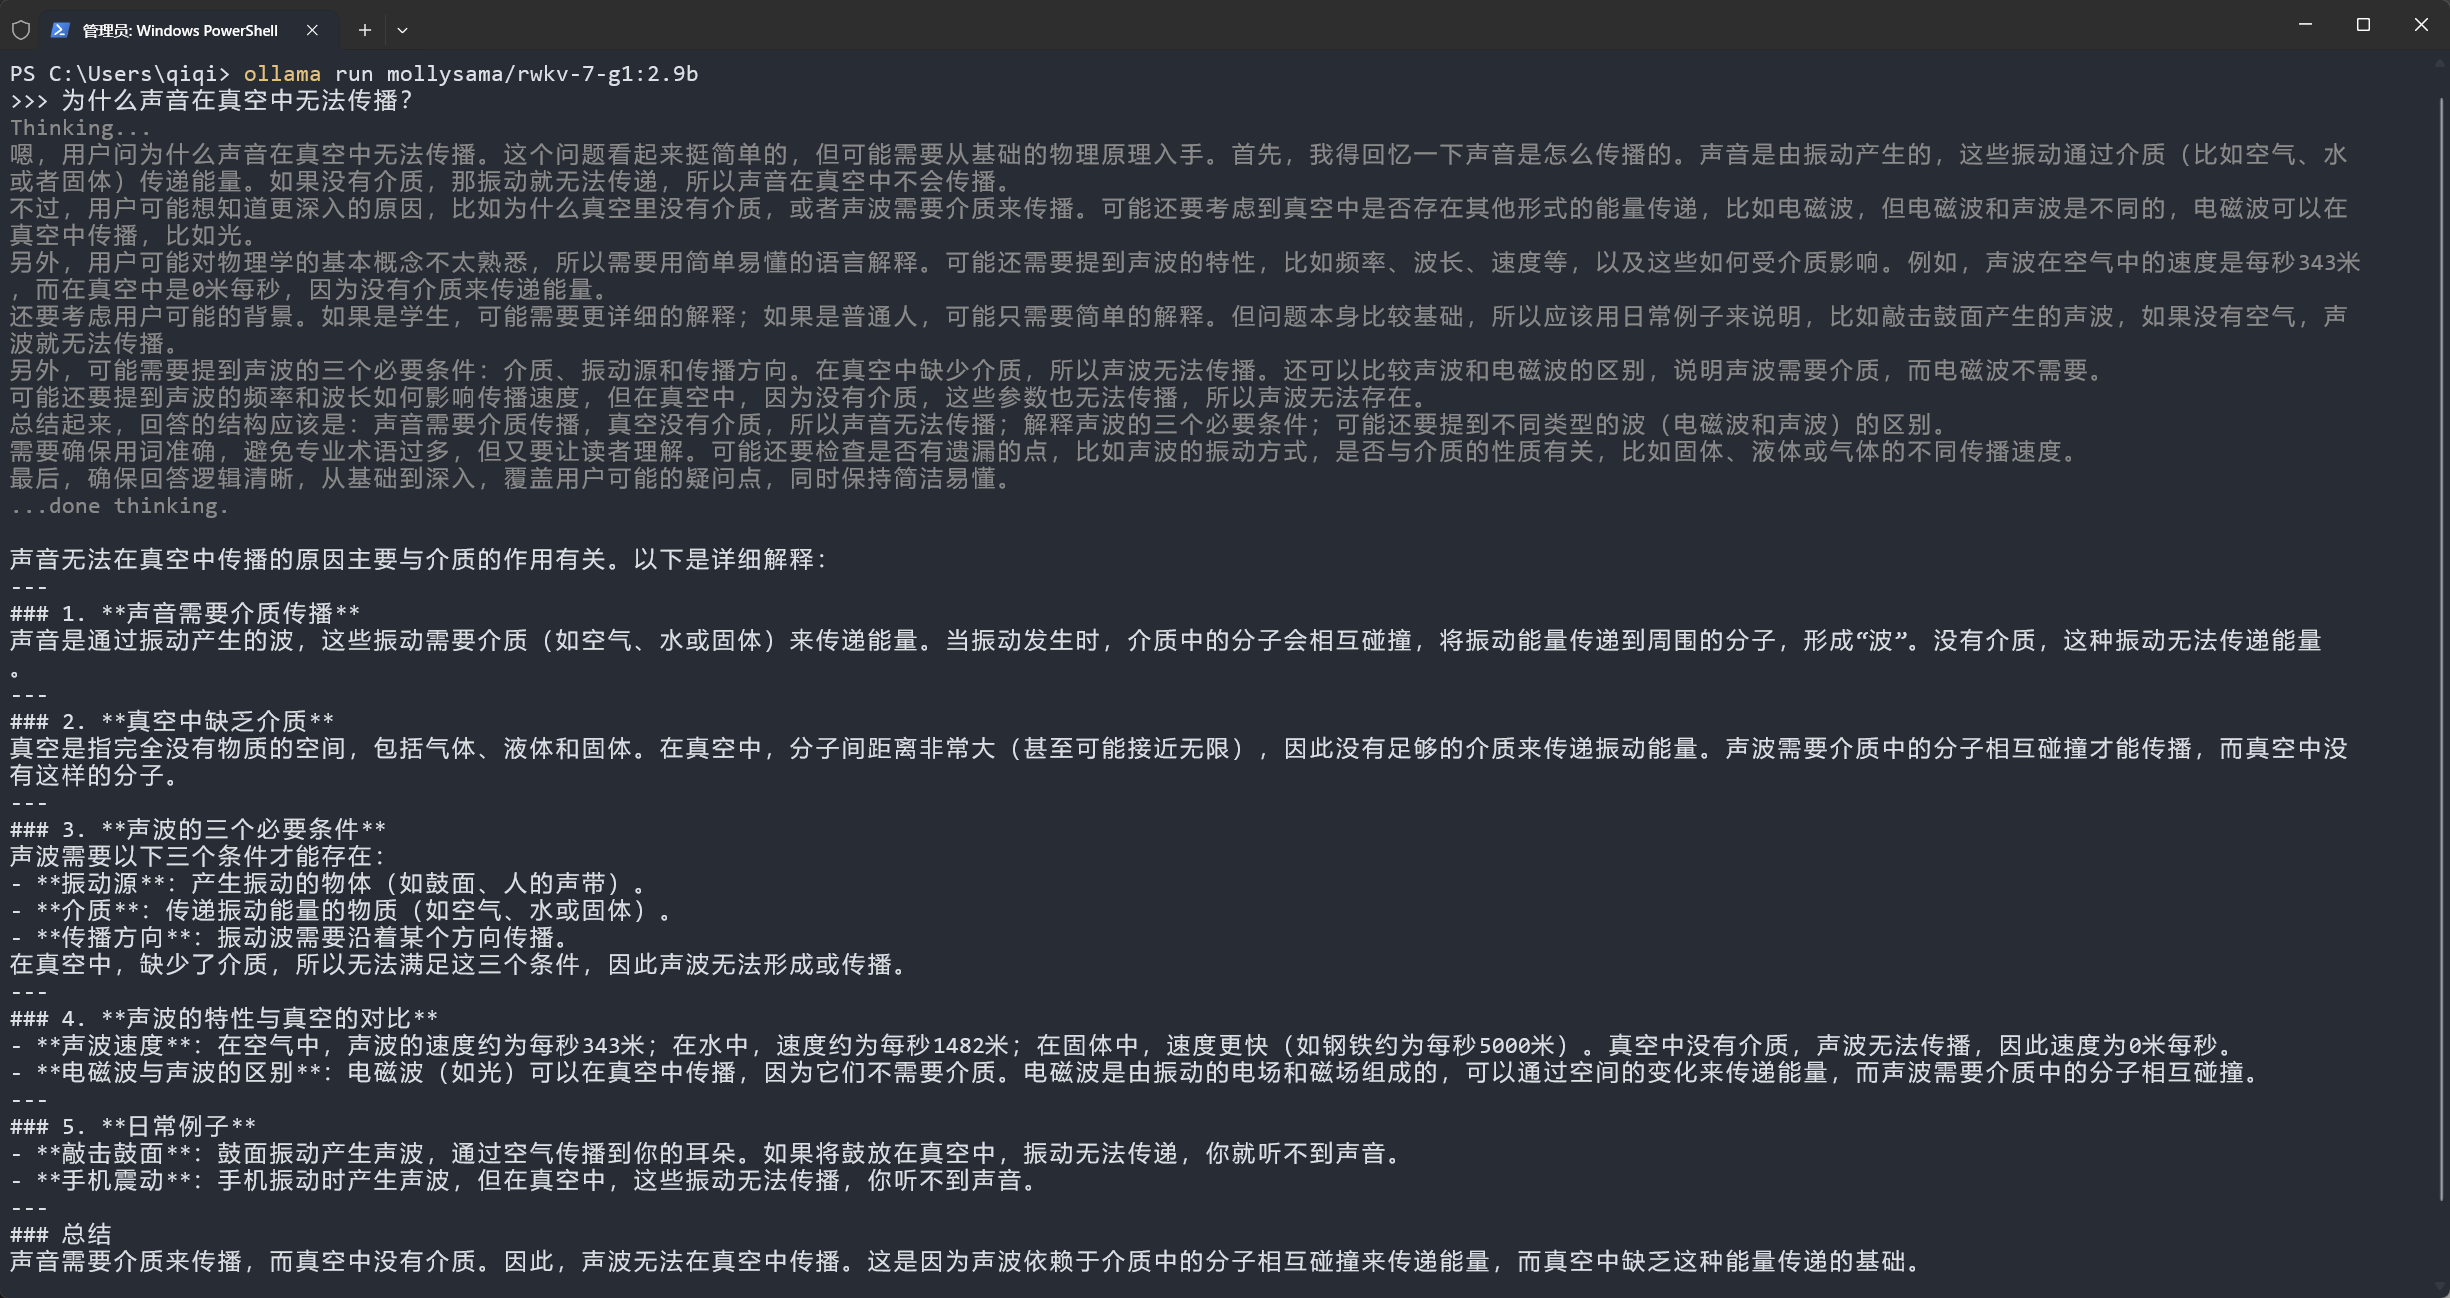 管理员: Windows PowerShell
PS C:\Users\qiqi> ollama run mollysama/rwkv-7-g1:2.9b
>>> 为什么声音在真空中无法传播？
Thinking...
嗯，用户问为什么声音在真空中无法传播。这个问题看起来挺简单的，但可能需要从基础的物理原理入手。首先，我得回忆一下声音是怎么传播的。声音是由振动产生的，这些振动通过介质（比如空气、水
或者固体）传递能量。如果没有介质，那振动就无法传递，所以声音在真空中不会传播。
不过，用户可能想知道更深入的原因，比如为什么真空里没有介质，或者声波需要介质来传播。可能还要考虑到真空中是否存在其他形式的能量传递，比如电磁波，但电磁波和声波是不同的，电磁波可以在
真空中传播，比如光。
另外，用户可能对物理学的基本概念不太熟悉，所以需要用简单易懂的语言解释。可能还需要提到声波的特性，比如频率、波长、速度等，以及这些如何受介质影响。例如，声波在空气中的速度是每秒343米
，而在真空中是0米每秒，因为没有介质来传递能量。
还要考虑用户可能的背景。如果是学生，可能需要更详细的解释；如果是普通人，可能只需要简单的解释。但问题本身比较基础，所以应该用日常例子来说明，比如敲击鼓面产生的声波，如果没有空气，声
波就无法传播。
另外，可能需要提到声波的三个必要条件：介质、振动源和传播方向。在真空中缺少介质，所以声波无法传播。还可以比较声波和电磁波的区别，说明声波需要介质，而电磁波不需要。
可能还要提到声波的频率和波长如何影响传播速度，但在真空中，因为没有介质，这些参数也无法传播，所以声波无法存在。
总结起来，回答的结构应该是：声音需要介质传播，真空没有介质，所以声音无法传播；解释声波的三个必要条件；可能还要提到不同类型的波（电磁波和声波）的区别。
需要确保用词准确，避免专业术语过多，但又要让读者理解。可能还要检查是否有遗漏的点，比如声波的振动方式，是否与介质的性质有关，比如固体、液体或气体的不同传播速度。
最后，确保回答逻辑清晰，从基础到深入，覆盖用户可能的疑问点，同时保持简洁易懂。
...done thinking.
声音无法在真空中传播的原因主要与介质的作用有关。以下是详细解释：
---
### 1. **声音需要介质传播**
声音是通过振动产生的波，这些振动需要介质（如空气、水或固体）来传递能量。当振动发生时，介质中的分子会相互碰撞，将振动能量传递到周围的分子，形成“波”。没有介质，这种振动无法传递能量
。
---
### 2. **真空中缺乏介质**
真空是指完全没有物质的空间，包括气体、液体和固体。在真空中，分子间距离非常大（甚至可能接近无限），因此没有足够的介质来传递振动能量。声波需要介质中的分子相互碰撞才能传播，而真空中没
有这样的分子。
---
### 3. **声波的三个必要条件**
声波需要以下三个条件才能存在：
- **振动源**：产生振动的物体（如鼓面、人的声带）。
- **介质**：传递振动能量的物质（如空气、水或固体）。
- **传播方向**：振动波需要沿着某个方向传播。
在真空中，缺少了介质，所以无法满足这三个条件，因此声波无法形成或传播。
---
### 4. **声波的特性与真空的对比**
- **声波速度**：在空气中，声波的速度约为每秒343米；在水中，速度约为每秒1482米；在固体中，速度更快（如钢铁约为每秒5000米）。真空中没有介质，声波无法传播，因此速度为0米每秒。
- **电磁波与声波的区别**：电磁波（如光）可以在真空中传播，因为它们不需要介质。电磁波是由振动的电场和磁场组成的，可以通过空间的变化来传递能量，而声波需要介质中的分子相互碰撞。
---
### 5. **日常例子**
- **敲击鼓面**：鼓面振动产生声波，通过空气传播到你的耳朵。如果将鼓放在真空中，振动无法传递，你就听不到声音。
- **手机震动**：手机振动时产生声波，但在真空中，这些振动无法传播，你听不到声音。
---
### 总结
声音需要介质来传播，而真空中没有介质。因此，声波无法在真空中传播。这是因为声波依赖于介质中的分子相互碰撞来传递能量，而真空中缺乏这种能量传递的基础。